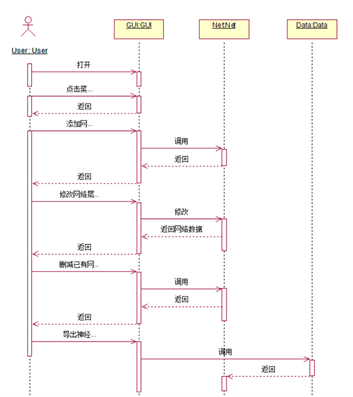 GUI:GUI
Net:Net
Data:Data
User: User
打开
点击菜...
返回
添加网...
调用
返回
返回
修改网络层...
修改
返回网络数据
返回
删减已有网...
调用
返回
返回
导出神经...
调用
返回